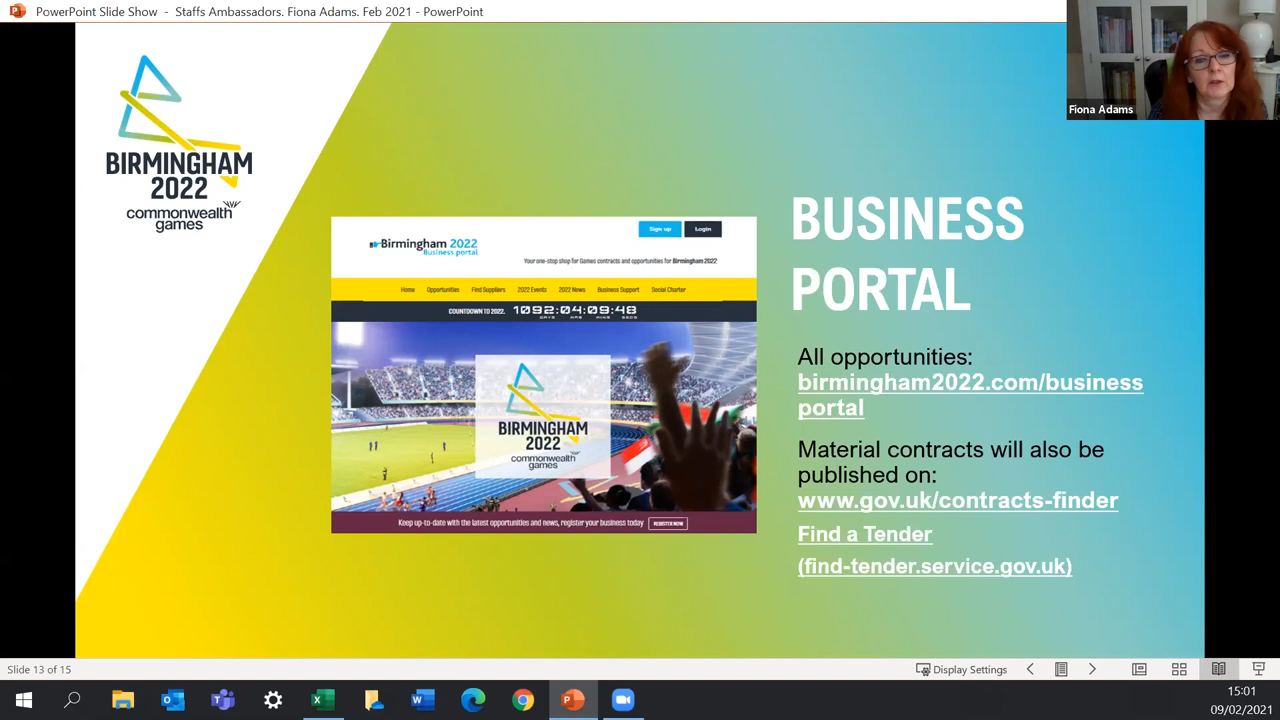 PowerPoint Slide Show - Staffs Ambassadors. Fiona Adams. Feb 2021 - PowerPoint
Fiona Adams
BIRMINGHAM
2022
commonwealth
games
Sign up
Login
Birmingham 2022
Business portal
Your one-stop shop for Games contracts and opportunities for Birmingham 2022
Home Opportunities Find Suppliers 2022 Events 2022 News Business Support Social Charter
COUNTDOWN TO 2022. 1092:04:09:48
DAYS HRS MINS SECS
BIRMINGHAM
2022
commonwealth
games
Keep up-to-date with the latest opportunities and news, register your business today REGISTER NOW
BUSINESS
PORTAL
All opportunities:
birmingham2022.com/business
portal
Material contracts will also be
published on:
www.gov.uk/contracts-finder
Find a Tender
(find-tender.service.gov.uk)
Slide 13 of 15
Display Settings
15:01
09/02/2021